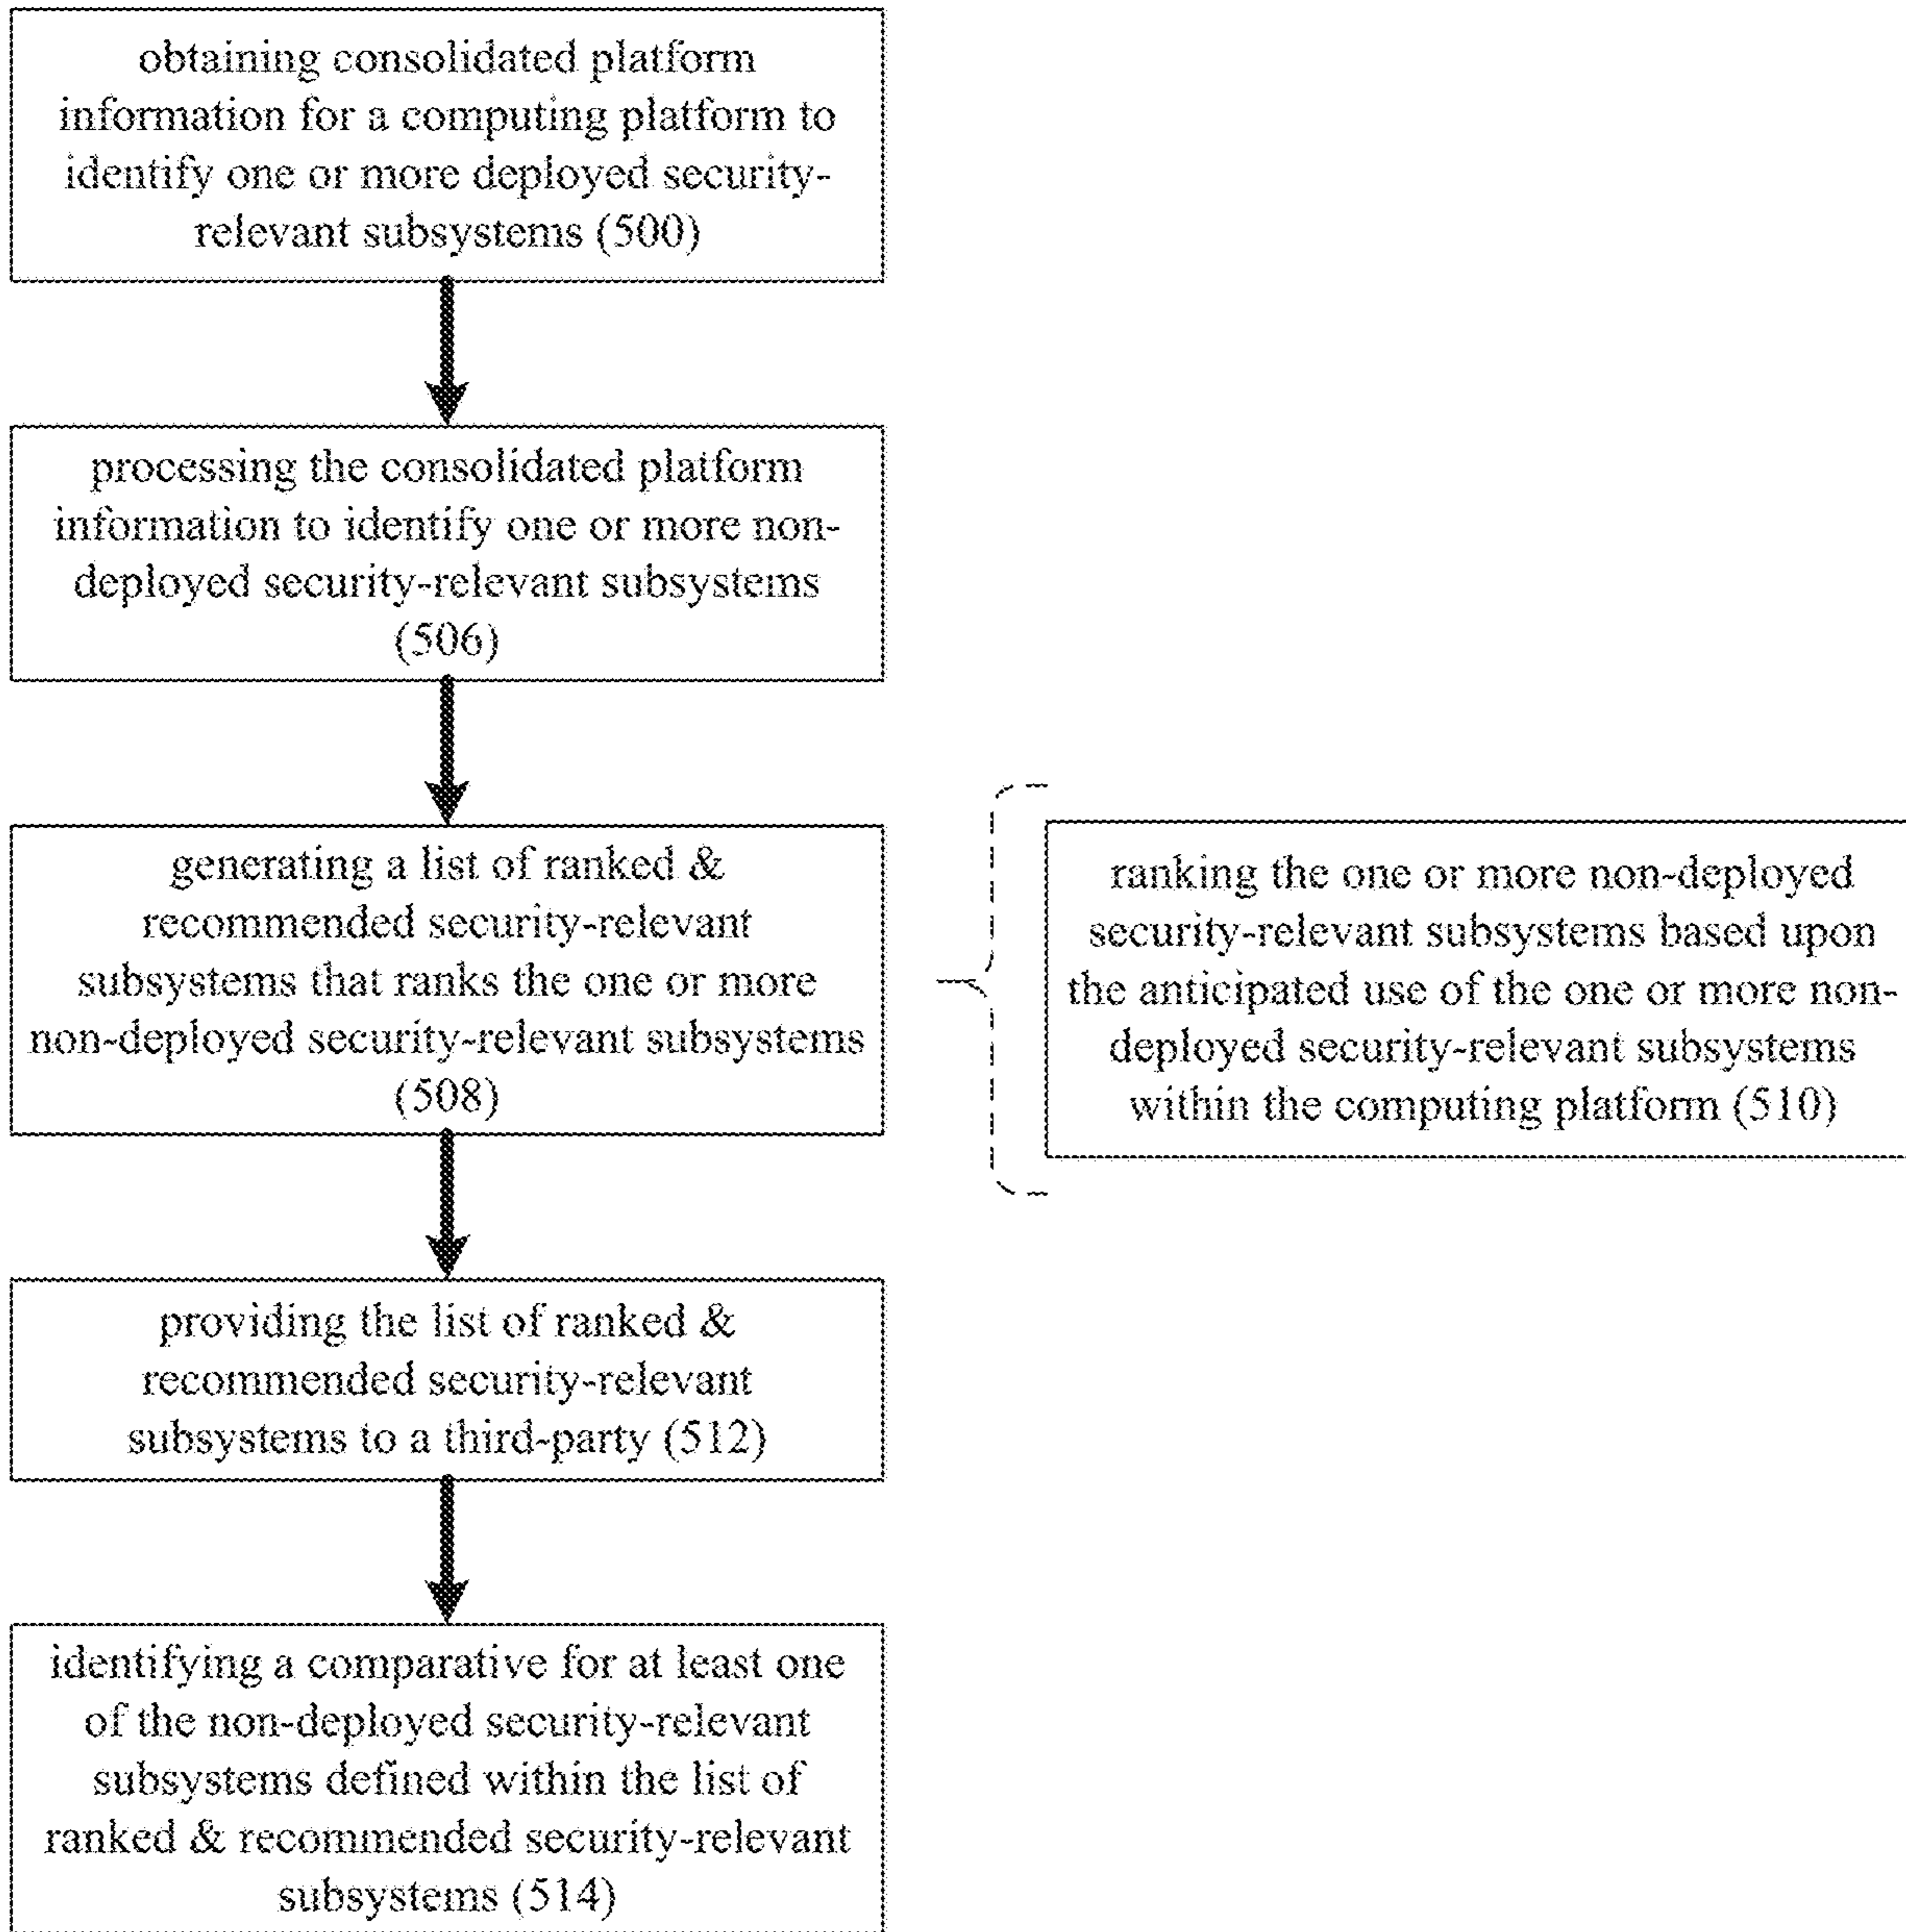 obtaining consolidated platform
information for a computing platform to
identify one or more deployed security-
relevant subsystems (500)
processing the consolidated platform
information to identify one or more non-
deployed security-relevant subsystems
(506)
generating a list of ranked &
recommended security-relevant
subsystems that ranks the one or more
non-deployed security-relevant subsystems
(508)
ranking the one or more non-deployed
security-relevant subsystems based upon
the anticipated use of the one or more non-
deployed security-relevant subsystems
within the computing platform (510)
providing the list of ranked &
recommended security-relevant
subsystems to a third-party (512)
identifying a comparative for at least one
of the non-deployed security-relevant
subsystems defined within the list of
ranked & recommended security-relevant
subsystems (514)